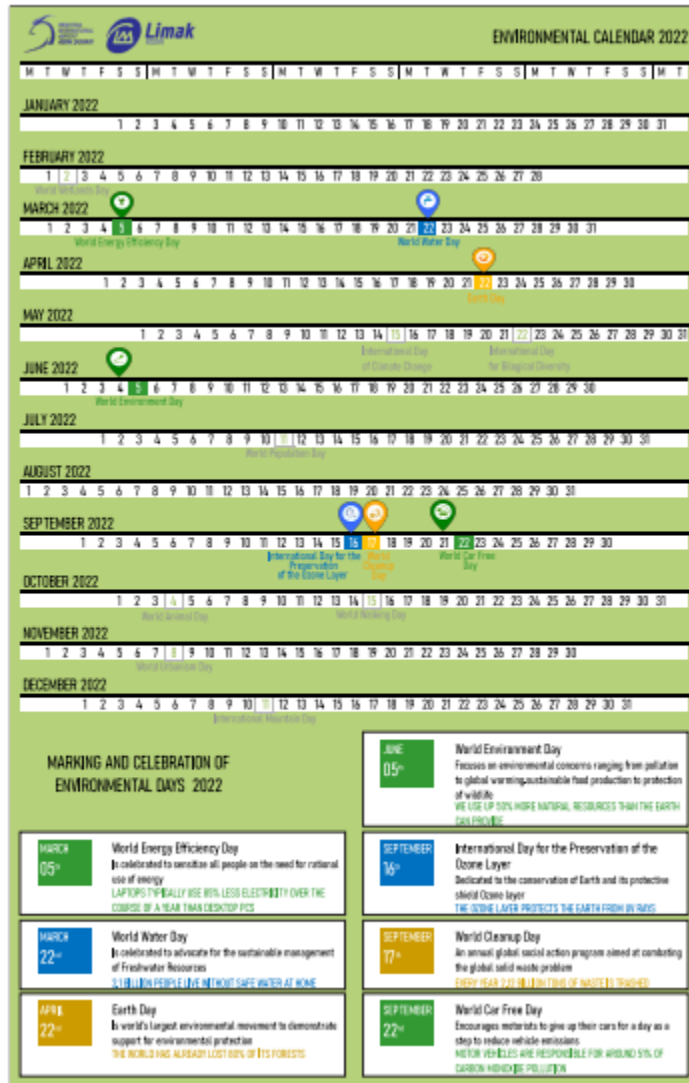 Limak
ENVIRONMENTAL CALENDAR 2022
M T W T F S S M T W T F S S M T W T F S S M T W T F S S M T W T F S S M T
JANUARY 2022
1 2 3 4 5 6 7 8 9 10 11 12 13 14 15 16 17 18 19 20 21 22 23 24 25 26 27 28 29 30 31
FEBRUARY 2022
1 2 3 4 5 6 7 8 9 10 11 12 13 14 15 16 17 18 19 20 21 22 23 24 25 26 27 28
World Wetlands Day
MARCH 2022
1 2 3 4 5 6 7 8 9 10 11 12 13 14 15 16 17 18 19 20 21 22 23 24 25 26 27 28 29 30 31
World Energy Efficiency Day World Water Day
APRIL 2022
1 2 3 4 5 6 7 8 9 10 11 12 13 14 15 16 17 18 19 20 21 22 23 24 25 26 27 28 29 30
Earth Day
MAY 2022
1 2 3 4 5 6 7 8 9 10 11 12 13 14 15 16 17 18 19 20 21 22 23 24 25 26 27 28 29 30 31
International Day International Day
of Climate Change for Bilagical Diversity
JUNE 2022
1 2 3 4 5 6 7 8 9 10 11 12 13 14 15 16 17 18 19 20 21 22 23 24 25 26 27 28 29 30
World Environment Day
JULY 2022
1 2 3 4 5 6 7 8 9 10 11 12 13 14 15 16 17 18 19 20 21 22 23 24 25 26 27 28 29 30 31
World Population Day
AUGUST 2022
1 2 3 4 5 6 7 8 9 10 11 12 13 14 15 16 17 18 19 20 21 22 23 24 25 26 27 28 29 30 31
SEPTEMBER 2022
1 2 3 4 5 6 7 8 9 10 11 12 13 14 15 16 17 18 19 20 21 22 23 24 25 26 27 28 29 30
International Day for the World World Car Free
Preservation Cleanup Day
of the Ozone Layer Day
OCTOBER 2022
1 2 3 4 5 6 7 8 9 10 11 12 13 14 15 16 17 18 19 20 21 22 23 24 25 26 27 28 29 30 31
World Animal Day World Walking Day
NOVEMBER 2022
1 2 3 4 5 6 7 8 9 10 11 12 13 14 15 16 17 18 19 20 21 22 23 24 25 26 27 28 29 30
World Urbanism Day
DECEMBER 2022
1 2 3 4 5 6 7 8 9 10 11 12 13 14 15 16 17 18 19 20 21 22 23 24 25 26 27 28 29 30 31
International Mountain Day
MARKING AND CELEBRATION OF
ENVIRONMENTAL DAYS 2022
MARCH
05th
World Energy Efficiency Day
Is celebrated to sensitize all people on the need for rational
use of energy
LAPTOPS TYPICALLY USE 85% LESS ELECTRICITY OVER THE
COURSE OF A YEAR THAN DESKTOP PCS
MARCH
22nd
World Water Day
Is celebrated to advocate for the sustainable management
of Freshwater Resources
2,1 BILLION PEOPLE LIVE WITHOUT SAFE WATER AT HOME
APRIL
22nd
Earth Day
Is world's largest environmental movement to demonstrate
support for environmental protection
THE WORLD HAS ALREADY LOST 80% OF ITS FORESTS
JUNE
05th
World Environment Day
Focuses on environmental concerns ranging from pollution
to global warming,sustainable food production to protection
of wildlife
WE USE UP 50% MORE NATURAL RESOURCES THAN THE EARTH
CAN PROVIDE
SEPTEMBER
16th
International Day for the Preservation of the
Ozone Layer
Dedicated to the conservation of Earth and its protective
shield Ozone layer
THE OZONE LAYER PROTECTS THE EARTH FROM UV RAYS
SEPTEMBER
17th
World Cleanup Day
An annual global social action program aimed at combating
the global solid waste problem
EVERY YEAR 2,12 BILLION TONS OF WASTE IS TRASHED
SEPTEMBER
22nd
World Car Free Day
Encourages motorists to give up their cars for a day as a
step to reduce vehicle emissions
MOTOR VEHICLES ARE RESPONSIBLE FOR AROUND 51% OF
CARBON MONOXIDE POLLUTION